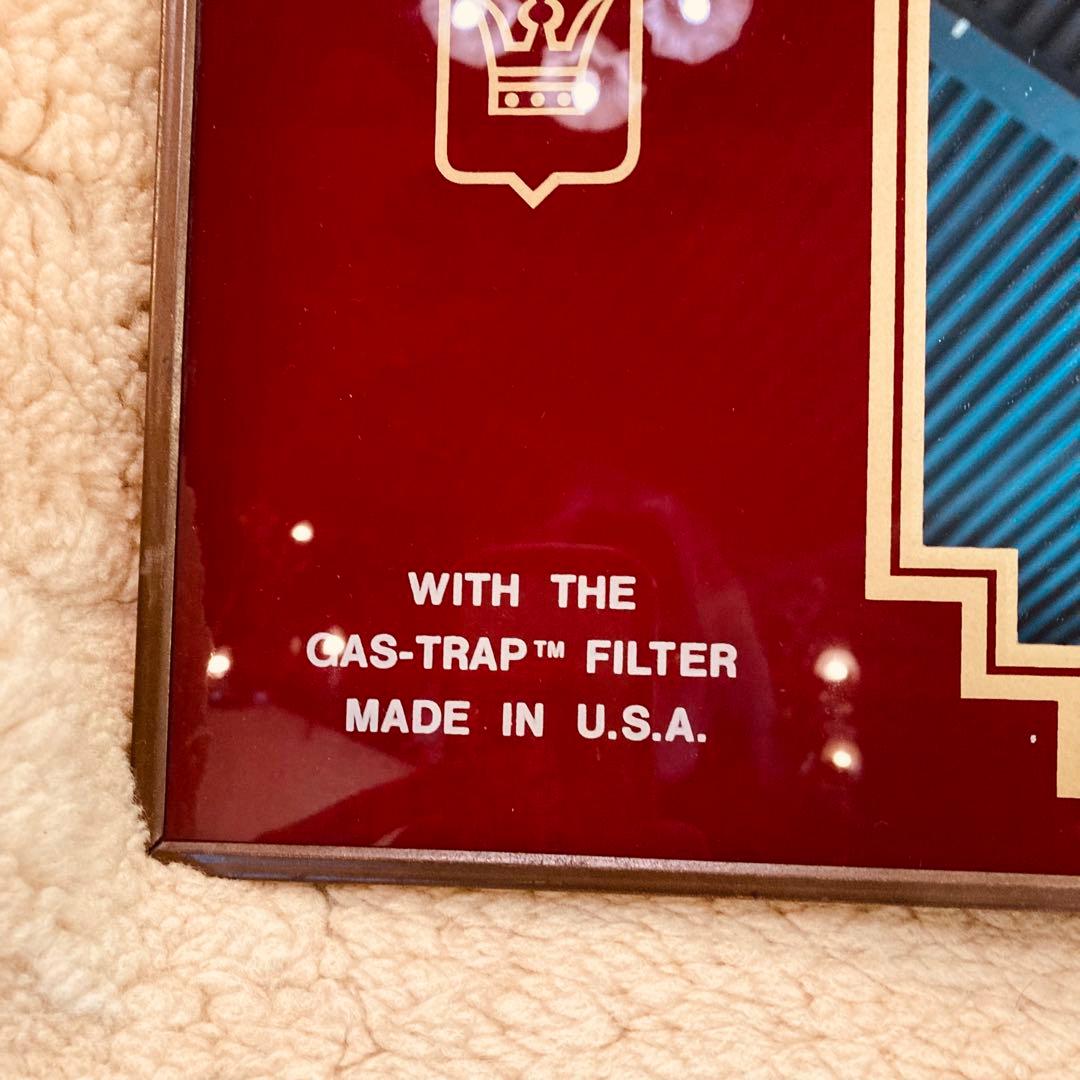 WITH THE
GAS-TRAP™ FILTER
MADE IN U.S.A.